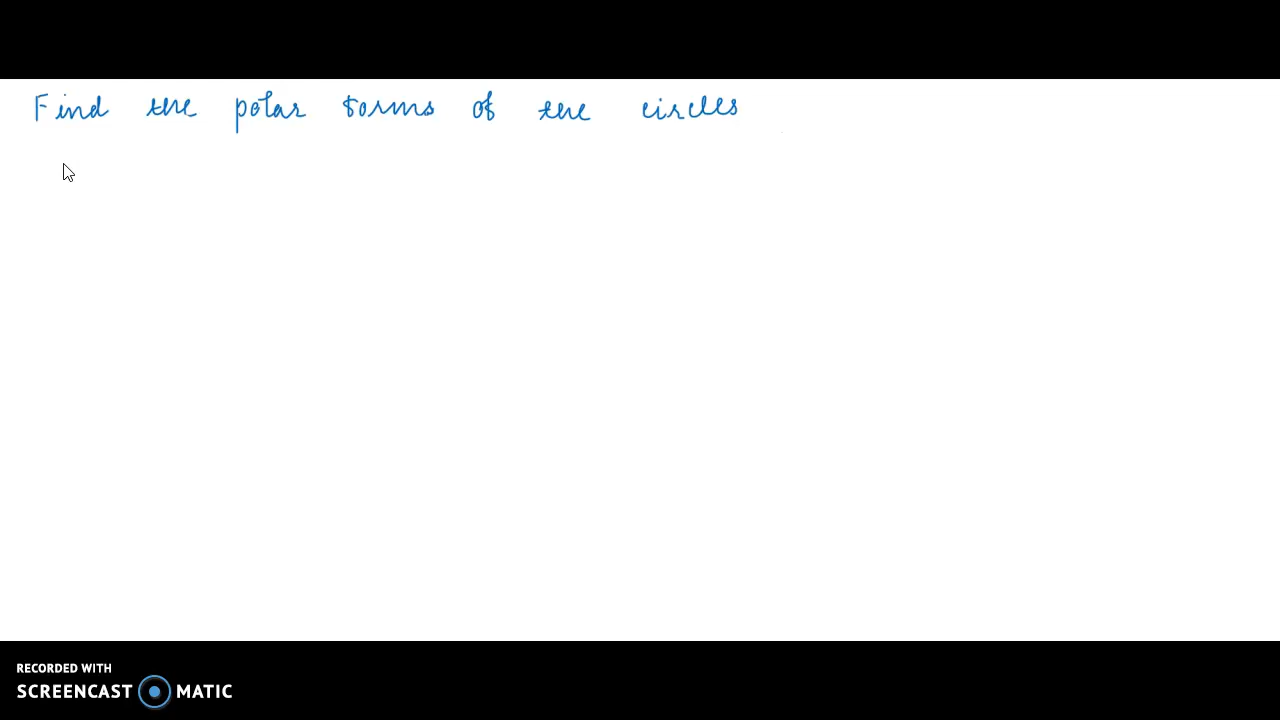 Find the polar forms of the circles
RECORDED WITH
SCREENCAST MATIC